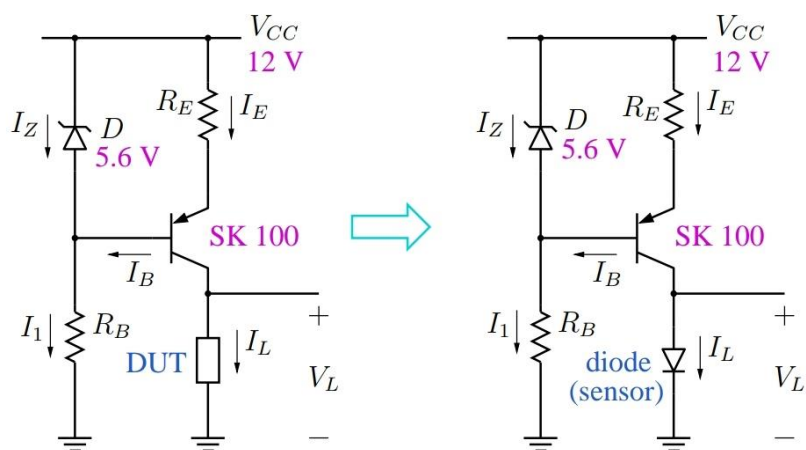 V_CC
12 V
R_E
I_E
I_Z
D
5.6 V
SK 100
I_B
I_1
R_B
DUT
I_L
+
V_L
−
V_CC
12 V
R_E
I_E
I_Z
D
5.6 V
SK 100
I_B
I_1
R_B
diode
(sensor)
I_L
+
V_L
−